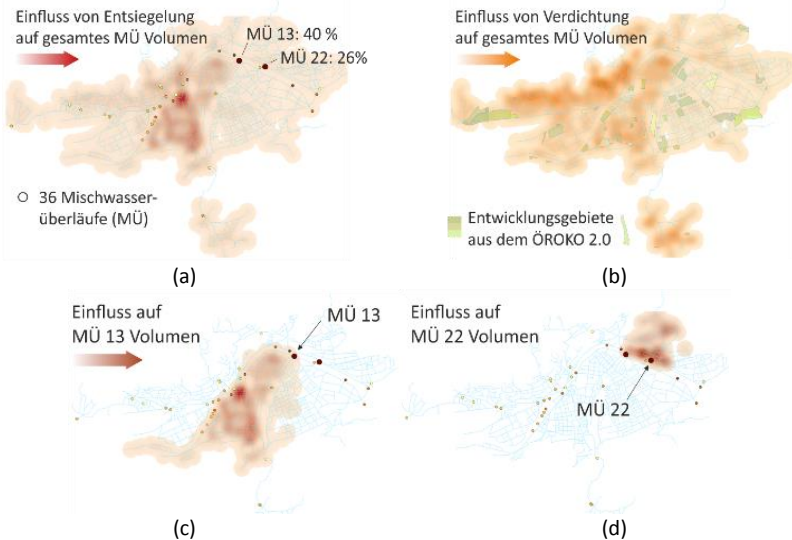 Einfluss von Entsiegelung
auf gesamtes MÜ Volumen
MÜ 13: 40 %
MÜ 22: 26%
36 Mischwasser-
überläufe (MÜ)
(a)
Einfluss von Verdichtung
auf gesamtes MÜ Volumen
Entwicklungsgebiete
aus dem ÖROKO 2.0
(b)
Einfluss auf
MÜ 13 Volumen
MÜ 13
(c)
Einfluss auf
MÜ 22 Volumen
MÜ 22
(d)